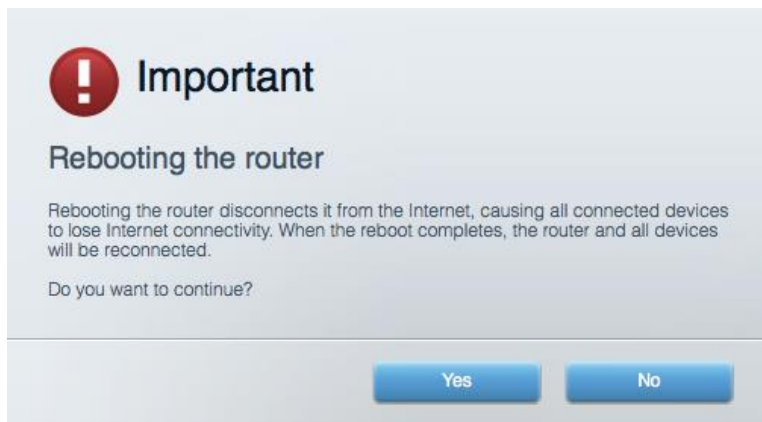 Important
Rebooting the router
Rebooting the router disconnects it from the Internet, causing all connected devices
to lose Internet connectivity. When the reboot completes, the router and all devices
will be reconnected.
Do you want to continue?
Yes No